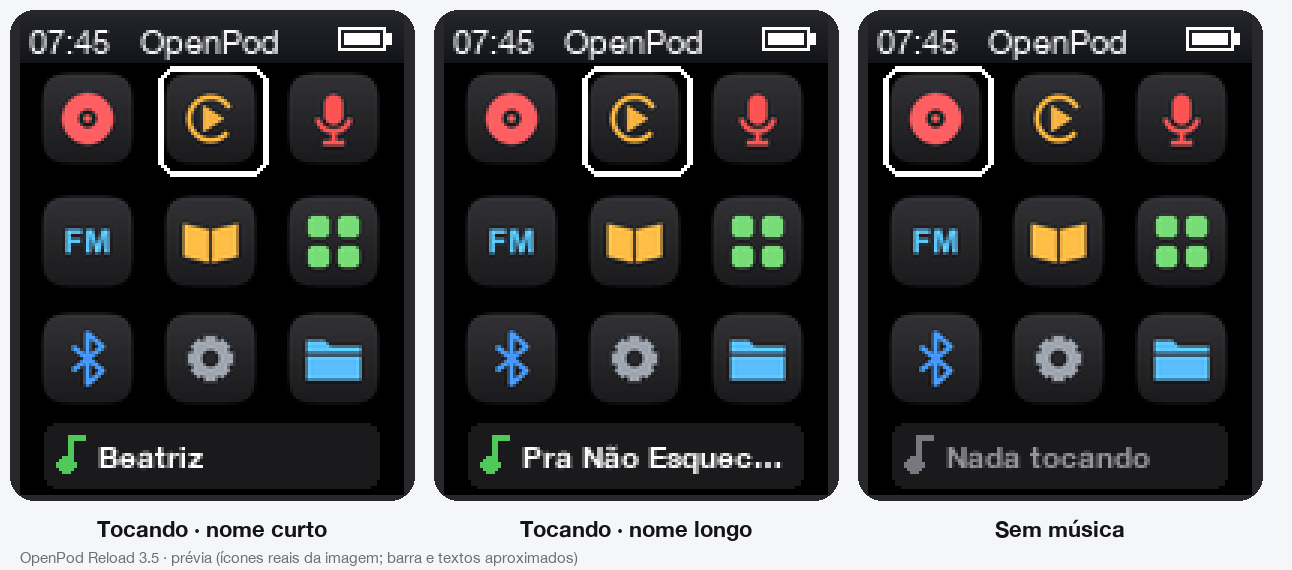 07:45 OpenPod
FM
Beatriz
Tocando · nome curto
07:45 OpenPod
FM
Pra Não Esquec...
Tocando · nome longo
07:45 OpenPod
FM
Nada tocando
Sem música
OpenPod Reload 3.5 · prévia (ícones reais da imagem; barra e textos aproximados)